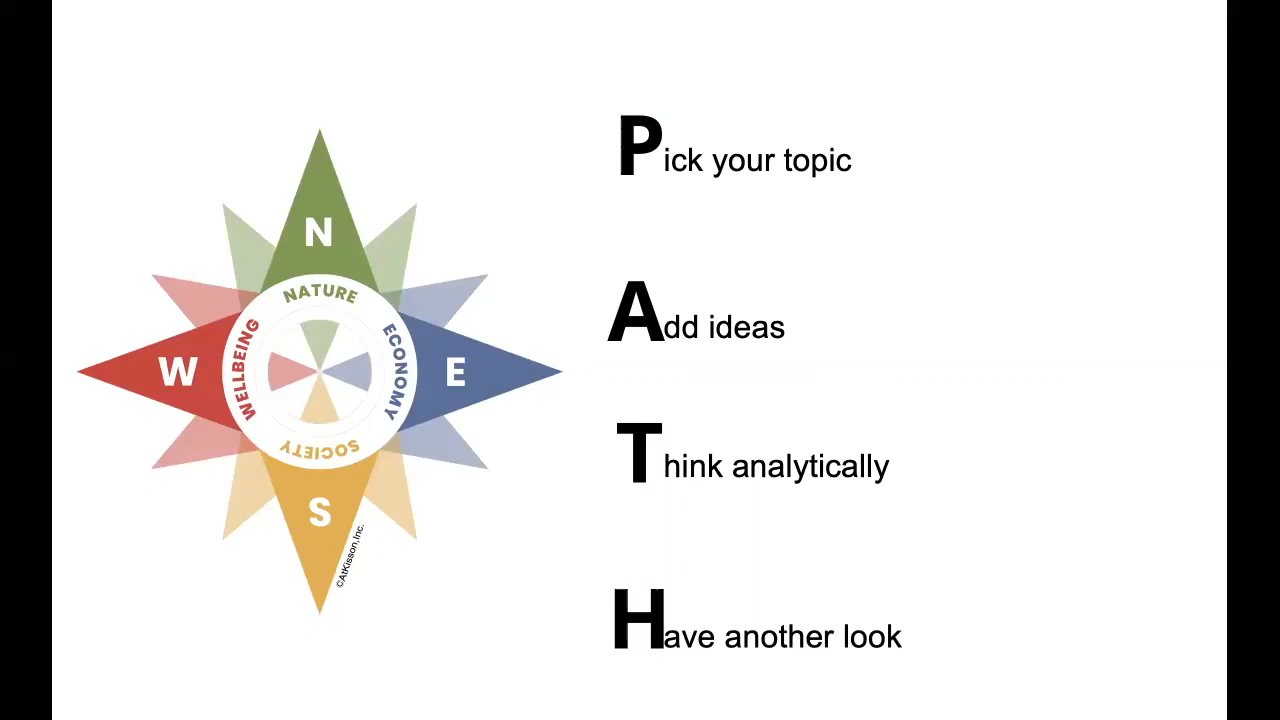 N
NATURE
W
WELLBEING
ECONOMY
E
SOCIETY
S
©AtKisson,Inc.
Pick your topic
Add ideas
Think analytically
Have another look